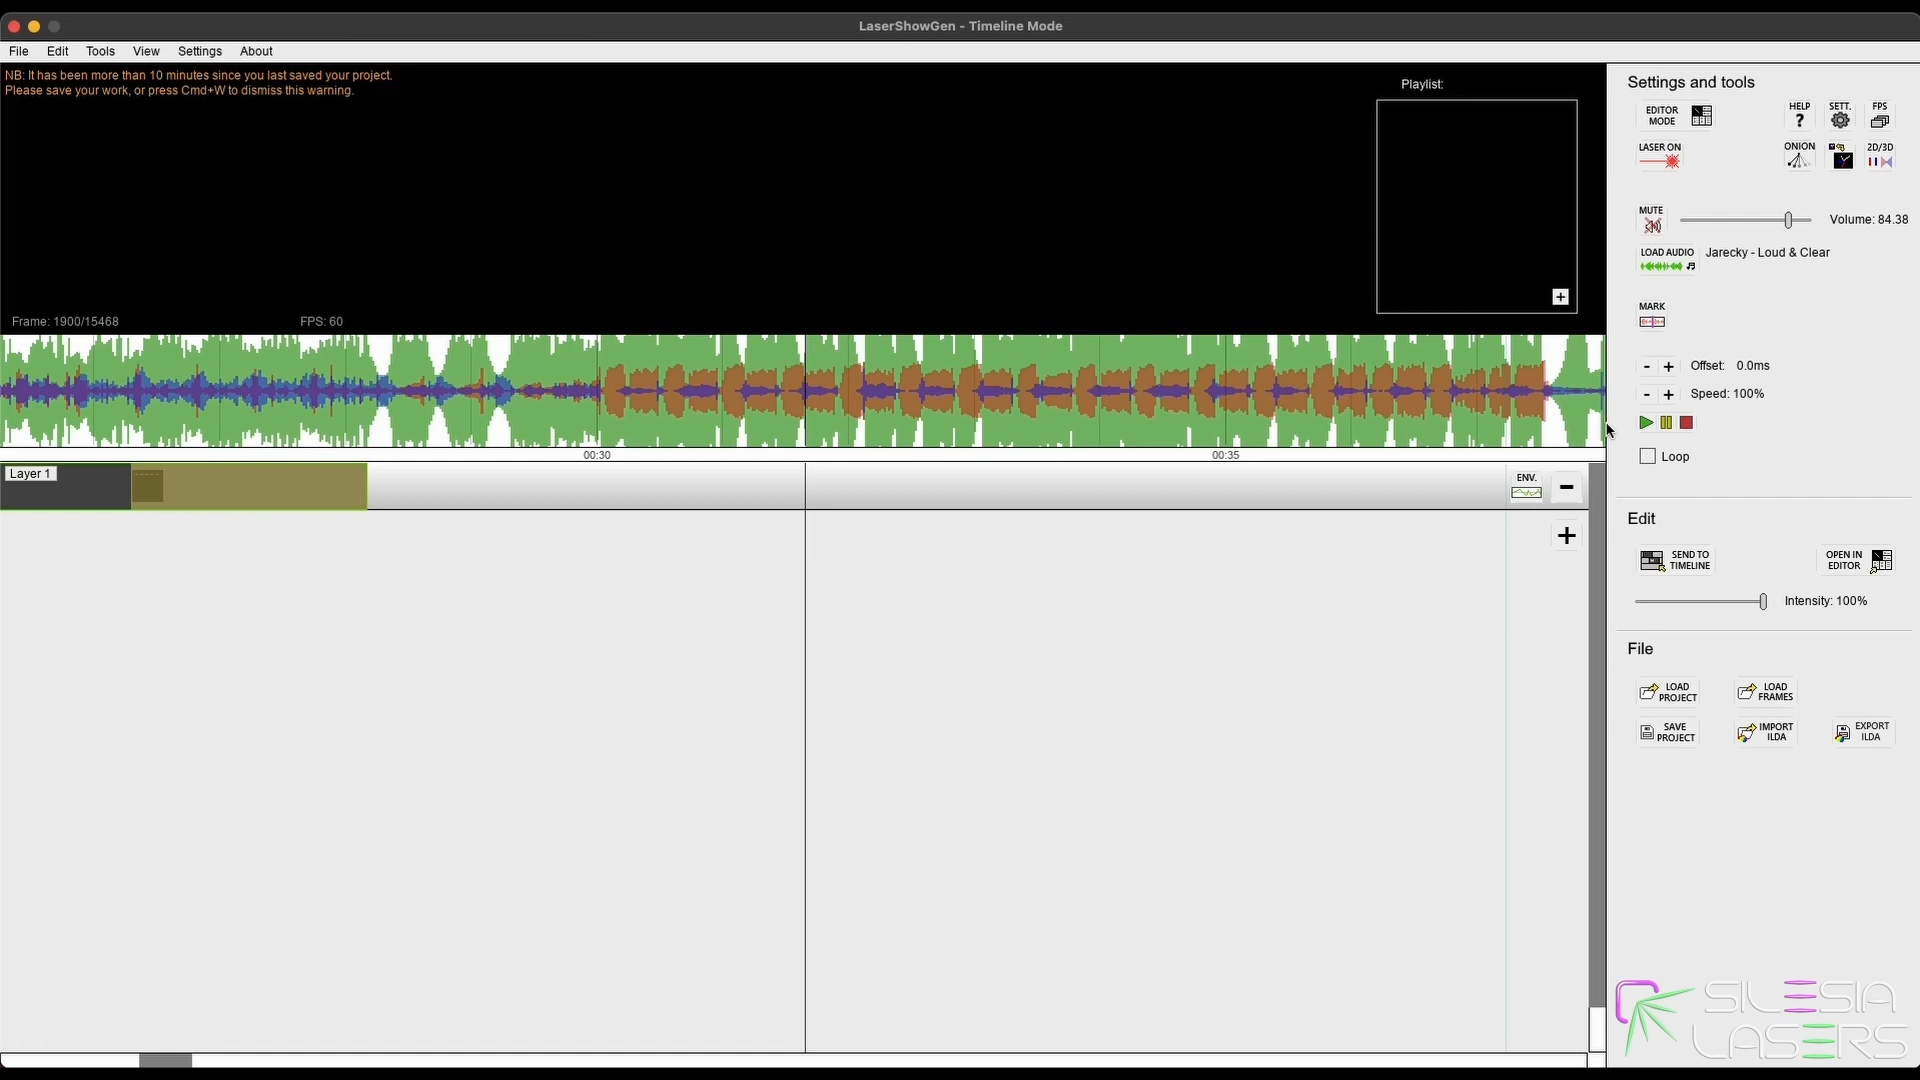 LaserShowGen - Timeline Mode
File Edit Tools View Settings About
NB: It has been more than 10 minutes since you last saved your project.
Please save your work, or press Cmd+W to dismiss this warning.
Playlist:
+
Frame: 1900/15468 FPS: 60
00:30 00:35
Layer 1
ENV.
-
+
Settings and tools
EDITOR
MODE
HELP
?
SETT.
FPS
LASER ON
ONION
2D/3D
MUTE
Volume: 84.38
LOAD AUDIO
Jarecky - Loud & Clear
MARK
- + Offset: 0.0ms
- + Speed: 100%
Loop
Edit
SEND TO
TIMELINE
OPEN IN
EDITOR
Intensity: 100%
File
LOAD
PROJECT
LOAD
FRAMES
SAVE
PROJECT
IMPORT
ILDA
EXPORT
ILDA
SILESIA
LASERS